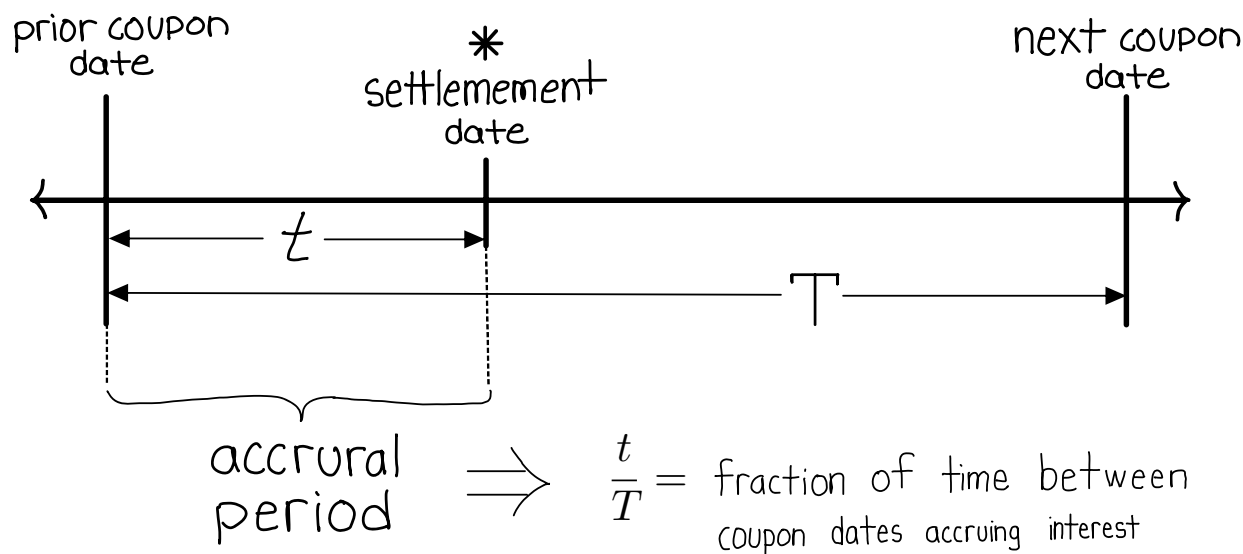 prior coupon
date
*
settlemement
date
next coupon
date
t
T
accrural
period
⇒
t/T = fraction of time between
coupon dates accruing interest